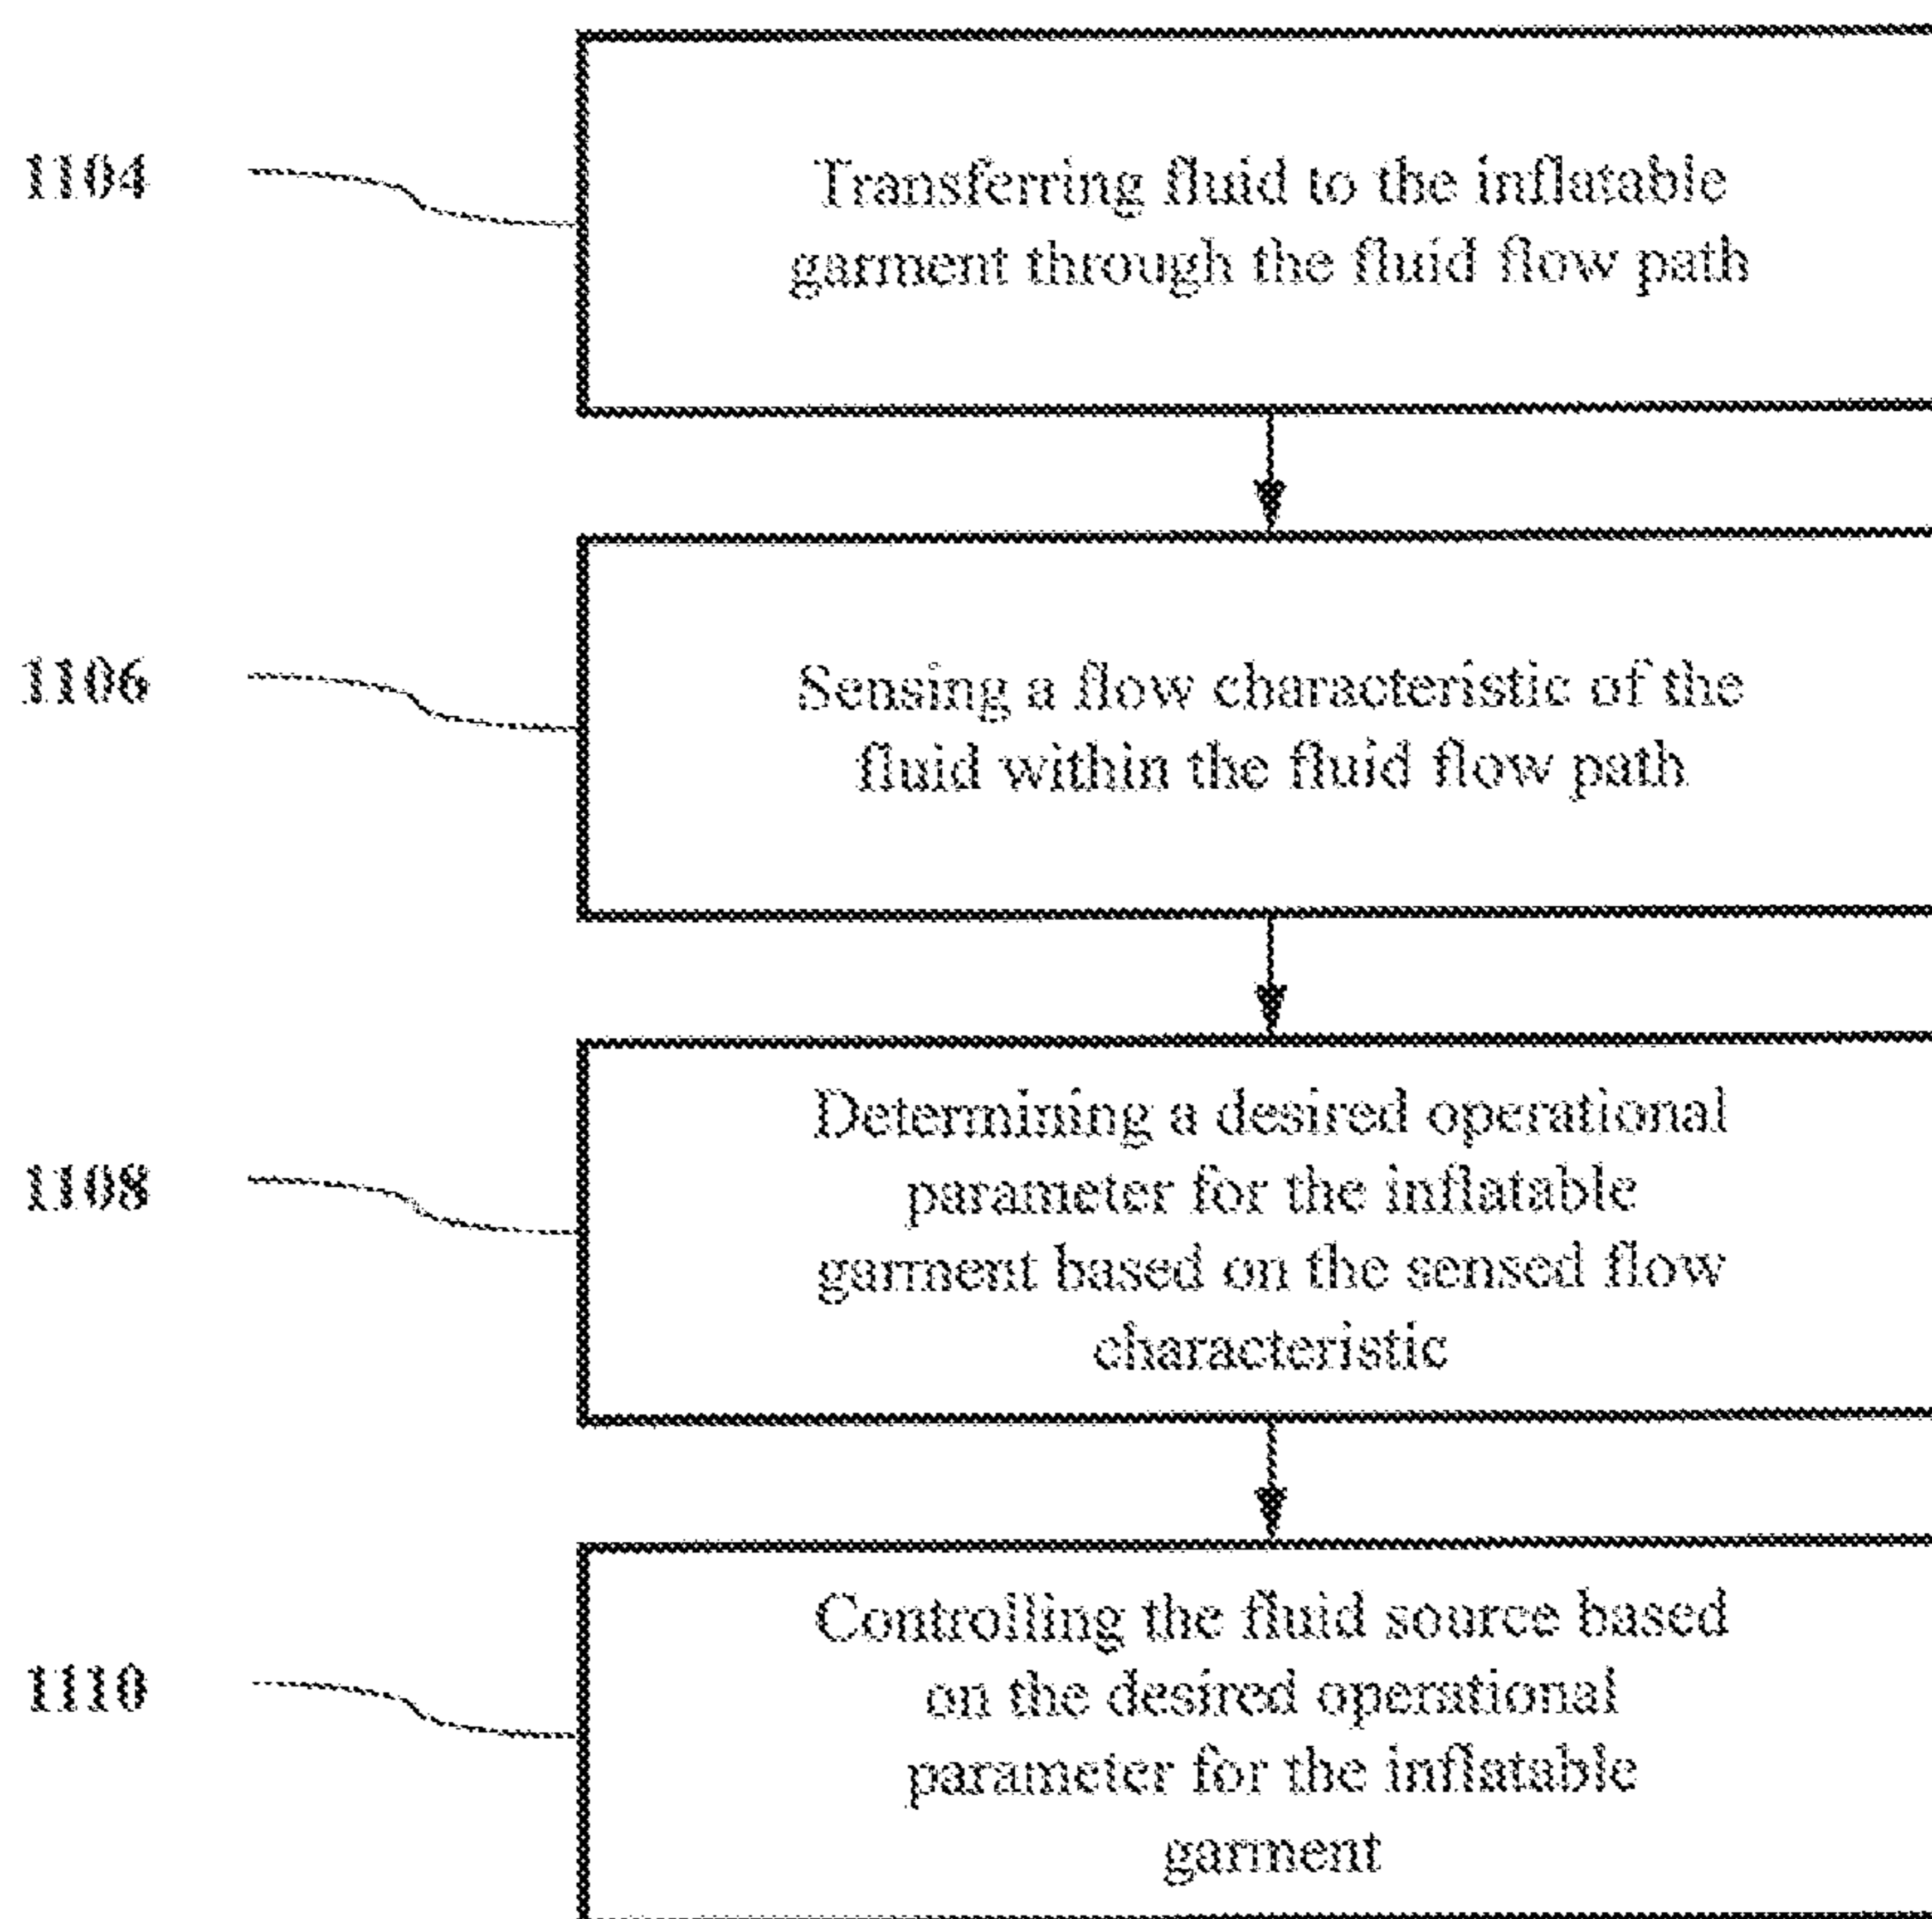 1104
Transferring fluid to the inflatable
garment through the fluid flow path
1106
Sensing a flow characteristic of the
fluid within the fluid flow path
1108
Determining a desired operational
parameter for the inflatable
garment based on the sensed flow
characteristic
1110
Controlling the fluid source based
on the desired operational
parameter for the inflatable
garment